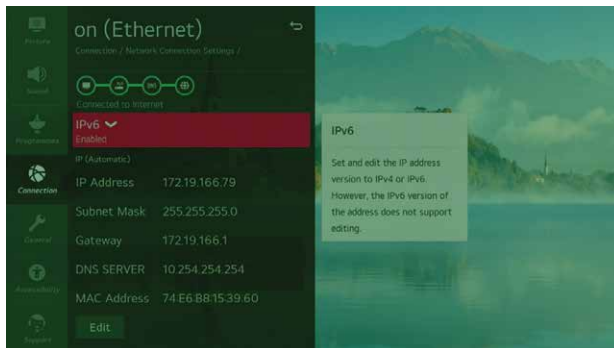 on (Ethernet)
Connection / Network Connection Settings /
Picture
Sound
Programmes
Connection
General
Accessibility
Support
Connected to Internet
IPv6
Enabled
IP (Automatic)
IP Address 172.19.166.79
Subnet Mask 255.255.255.0
Gateway 172.19.166.1
DNS SERVER 10.254.254.254
MAC Address 74:E6:B8:15:39:60
Edit
IPv6
Set and edit the IP address
version to IPv4 or IPv6.
However, the IPv6 version of
the address does not support
editing.